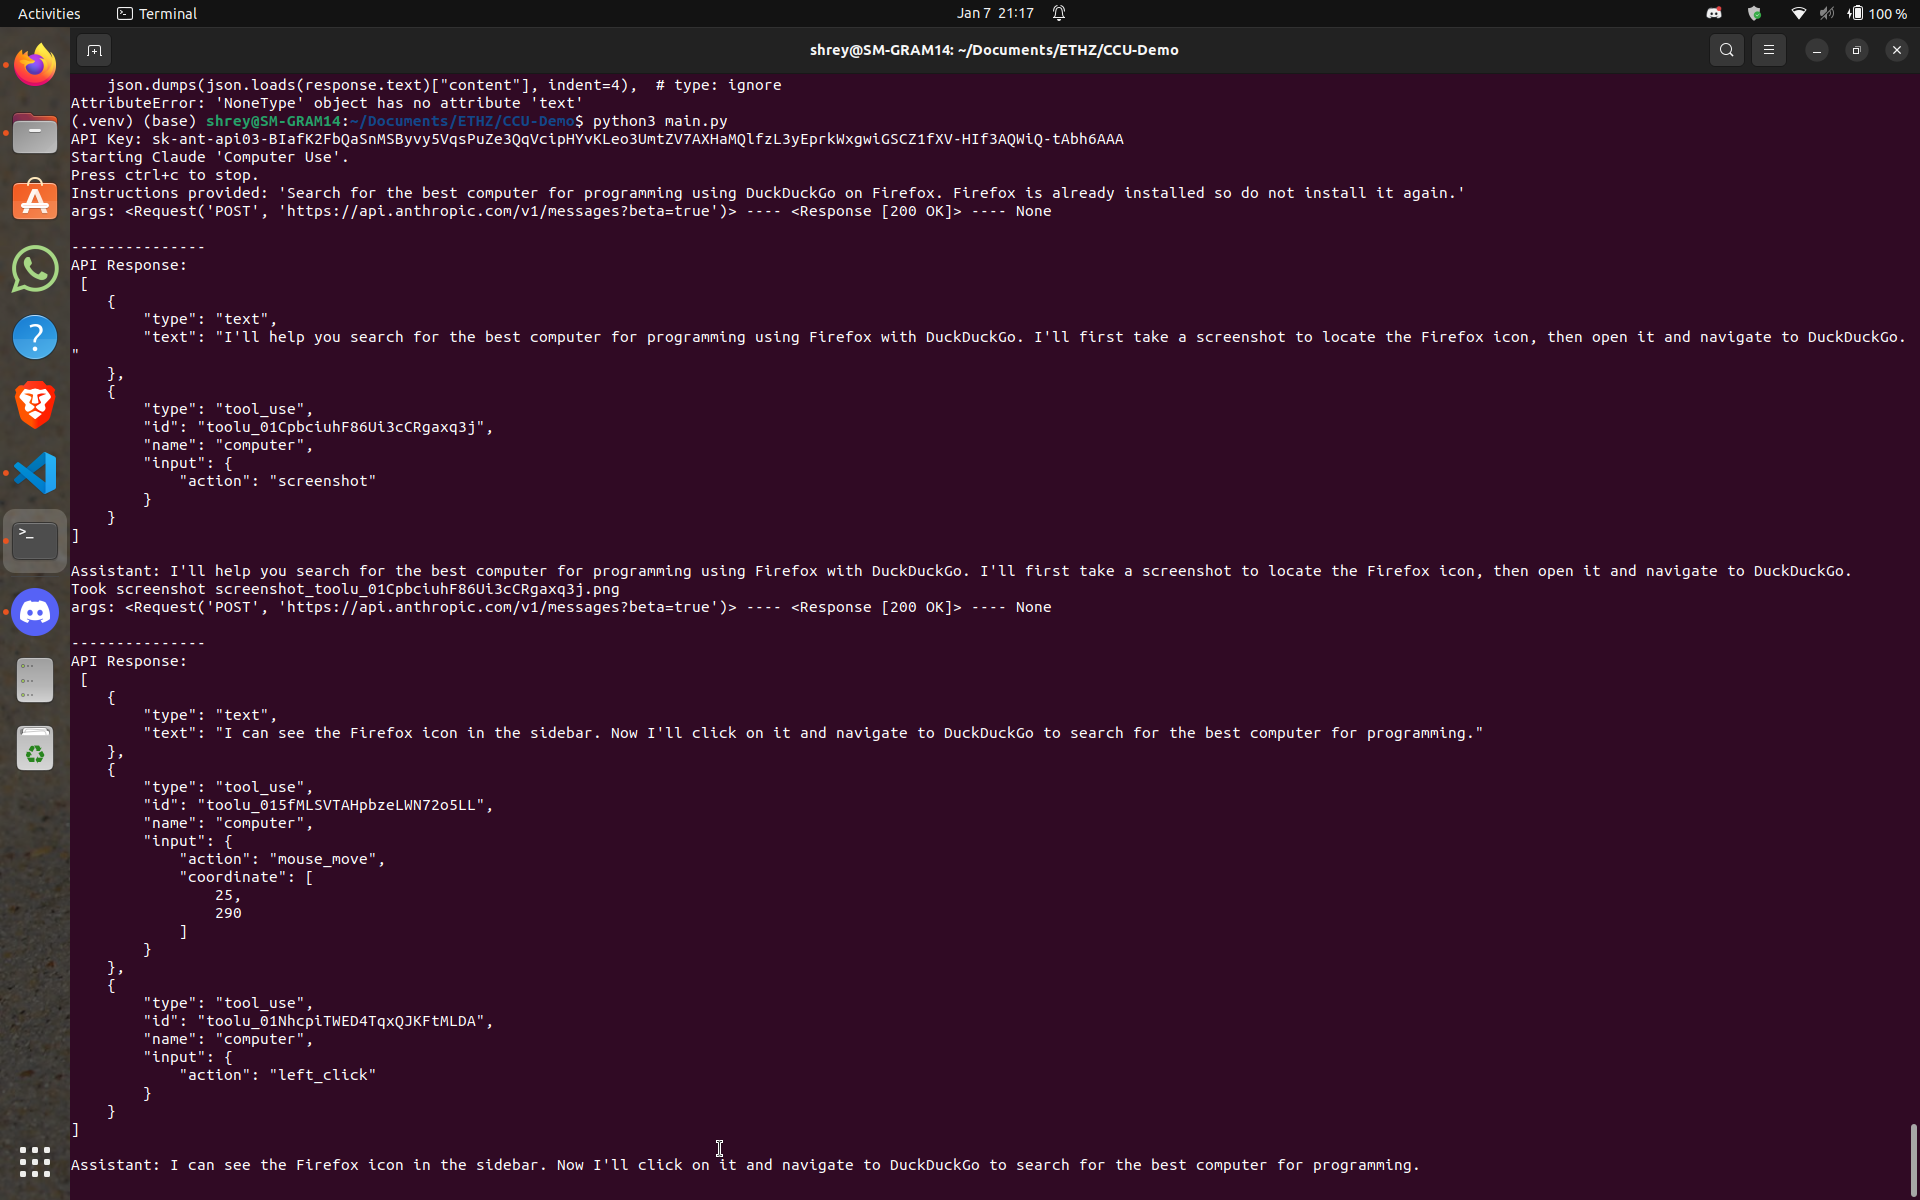 Activities
Terminal
Jan 7 21:17
100 %
shrey@SM-GRAM14: ~/Documents/ETHZ/CCU-Demo
json.dumps(json.loads(response.text)["content"], indent=4),  # type: ignore
AttributeError: 'NoneType' object has no attribute 'text'
(.venv) (base) shrey@SM-GRAM14:~/Documents/ETHZ/CCU-Demo$ python3 main.py
API Key:
Starting Claude 'Computer Use'.
Press ctrl+c to stop.
Instructions provided: 'Search for the best computer for programming using DuckDuckGo on Firefox. Firefox is already installed so do not install it again.'
args: <Request('POST', 'https://api.anthropic.com/v1/messages?beta=true')> ---- <Response [200 OK]> ---- None
---------------
API Response:
[
{
"type": "text",
"text": "I'll help you search for the best computer for programming using Firefox with DuckDuckGo. I'll first take a screenshot to locate the Firefox icon, then open it and navigate to DuckDuckGo.
"
},
{
"type": "tool_use",
"id": "toolu_01CpbciuhF86Ui3cCRgaxq3j",
"name": "computer",
"input": {
"action": "screenshot"
}
}
]
Assistant: I'll help you search for the best computer for programming using Firefox with DuckDuckGo. I'll first take a screenshot to locate the Firefox icon, then open it and navigate to DuckDuckGo.
Took screenshot screenshot_toolu_01CpbciuhF86Ui3cCRgaxq3j.png
args: <Request('POST', 'https://api.anthropic.com/v1/messages?beta=true')> ---- <Response [200 OK]> ---- None
---------------
API Response:
[
{
"type": "text",
"text": "I can see the Firefox icon in the sidebar. Now I'll click on it and navigate to DuckDuckGo to search for the best computer for programming."
},
{
"type": "tool_use",
"id": "toolu_015fMLSVTAHpbzeLWN72o5LL",
"name": "computer",
"input": {
"action": "mouse_move",
"coordinate": [
25,
290
]
}
},
{
"type": "tool_use",
"id": "toolu_01NhcpiTWED4TqxQJKFtMLDA",
"name": "computer",
"input": {
"action": "left_click"
}
}
]
Assistant: I can see the Firefox icon in the sidebar. Now I'll click on it and navigate to DuckDuckGo to search for the best computer for programming.